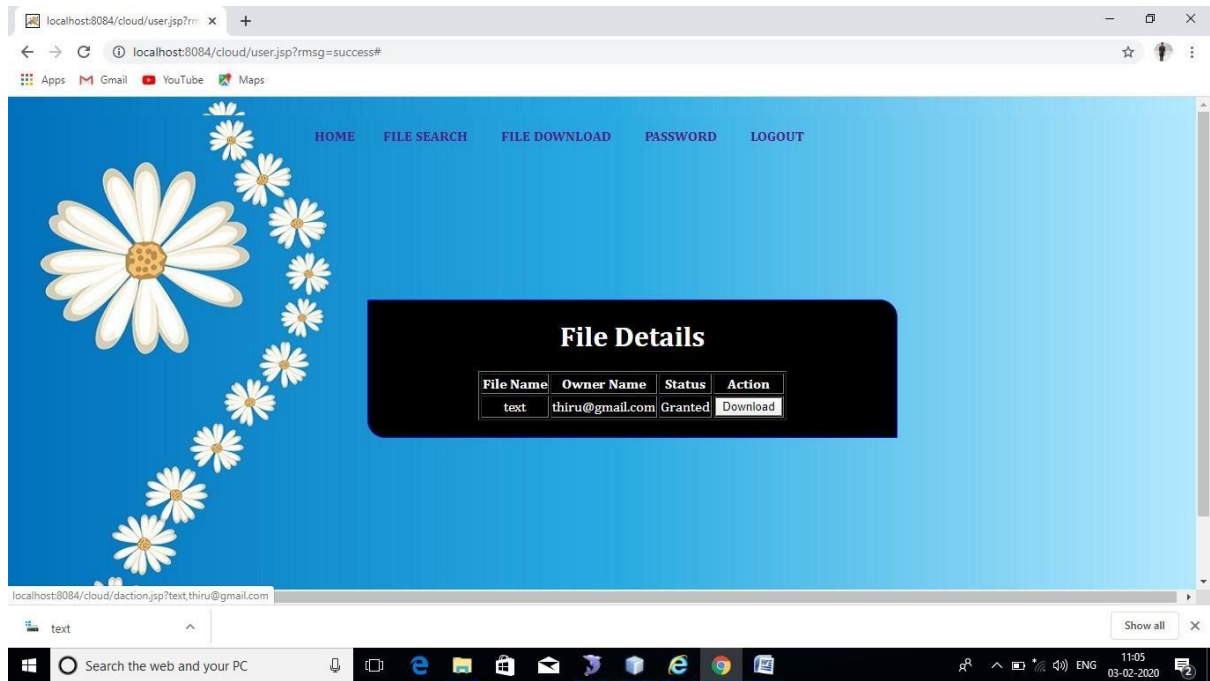 localhost:8084/cloud/user.jsp?rm
localhost:8084/cloud/user.jsp?rmsg=success#
Apps Gmail YouTube Maps
HOME FILE SEARCH FILE DOWNLOAD PASSWORD LOGOUT
File Details
File Name Owner Name Status Action
text thiru@gmail.com Granted Download
localhost:8084/cloud/daction.jsp?text,thiru@gmail.com
text Show all
Search the web and your PC
ENG 11:05
03-02-2020
2